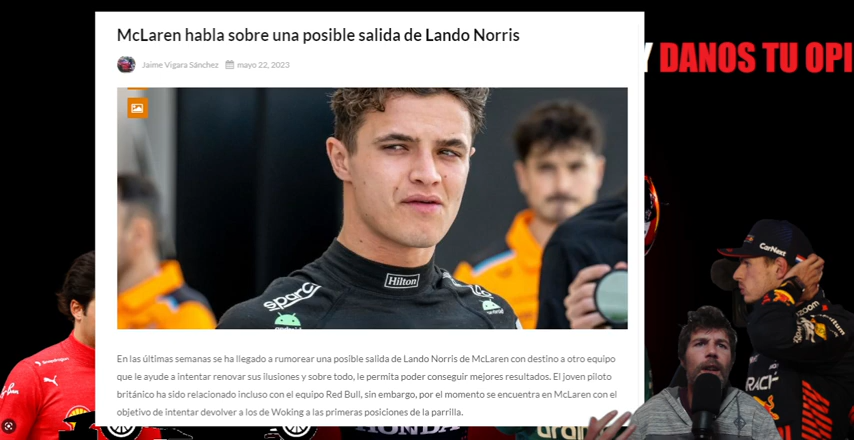 McLaren habla sobre una posible salida de Lando Norris
Jaime Vigara Sánchez mayo 22, 2023
Y DANOS TU OPI
Hilton
sparco
android
CarNext
En las últimas semanas se ha llegado a rumorear una posible salida de Lando Norris de McLaren con destino a otro equipo
que le ayude a intentar renovar sus ilusiones y sobre todo, le permita poder conseguir mejores resultados. El joven piloto
británico ha sido relacionado incluso con el equipo Red Bull, sin embargo, por el momento se encuentra en McLaren con el
objetivo de intentar devolver a los de Woking a las primeras posiciones de la parrilla.
HONDA